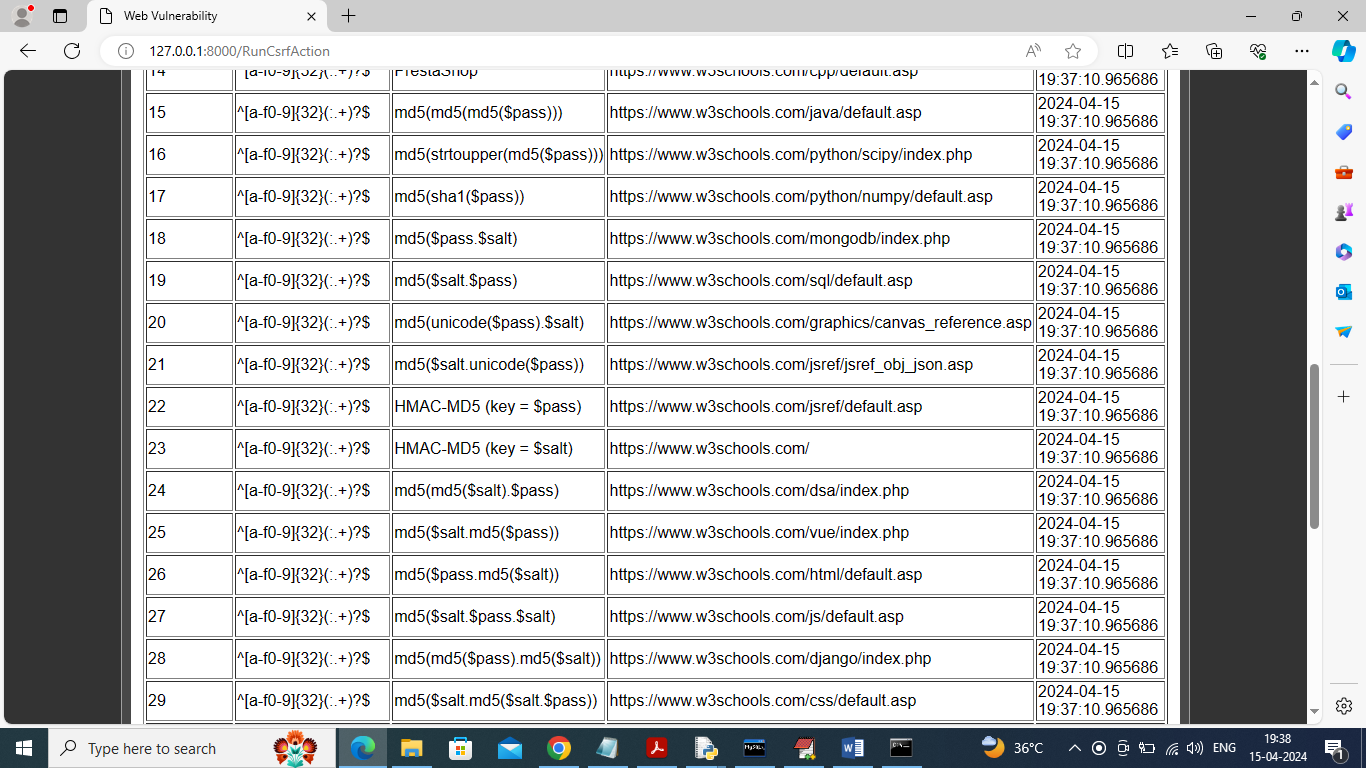 Web Vulnerability
127.0.0.1:8000/RunCsrfAction
14 ^[a-f0-9]{32}(:.+)?$ PrestaShop https://www.w3schools.com/cpp/default.asp 19:37:10.965686
15 ^[a-f0-9]{32}(:.+)?$ md5(md5(md5($pass))) https://www.w3schools.com/java/default.asp 2024-04-15
19:37:10.965686
16 ^[a-f0-9]{32}(:.+)?$ md5(strtoupper(md5($pass))) https://www.w3schools.com/python/scipy/index.php 2024-04-15
19:37:10.965686
17 ^[a-f0-9]{32}(:.+)?$ md5(sha1($pass)) https://www.w3schools.com/python/numpy/default.asp 2024-04-15
19:37:10.965686
18 ^[a-f0-9]{32}(:.+)?$ md5($pass.$salt) https://www.w3schools.com/mongodb/index.php 2024-04-15
19:37:10.965686
19 ^[a-f0-9]{32}(:.+)?$ md5($salt.$pass) https://www.w3schools.com/sql/default.asp 2024-04-15
19:37:10.965686
20 ^[a-f0-9]{32}(:.+)?$ md5(unicode($pass).$salt) https://www.w3schools.com/graphics/canvas_reference.asp 2024-04-15
19:37:10.965686
21 ^[a-f0-9]{32}(:.+)?$ md5($salt.unicode($pass)) https://www.w3schools.com/jsref/jsref_obj_json.asp 2024-04-15
19:37:10.965686
22 ^[a-f0-9]{32}(:.+)?$ HMAC-MD5 (key = $pass) https://www.w3schools.com/jsref/default.asp 2024-04-15
19:37:10.965686
23 ^[a-f0-9]{32}(:.+)?$ HMAC-MD5 (key = $salt) https://www.w3schools.com/ 2024-04-15
19:37:10.965686
24 ^[a-f0-9]{32}(:.+)?$ md5(md5($salt).$pass) https://www.w3schools.com/dsa/index.php 2024-04-15
19:37:10.965686
25 ^[a-f0-9]{32}(:.+)?$ md5($salt.md5($pass)) https://www.w3schools.com/vue/index.php 2024-04-15
19:37:10.965686
26 ^[a-f0-9]{32}(:.+)?$ md5($pass.md5($salt)) https://www.w3schools.com/html/default.asp 2024-04-15
19:37:10.965686
27 ^[a-f0-9]{32}(:.+)?$ md5($salt.$pass.$salt) https://www.w3schools.com/js/default.asp 2024-04-15
19:37:10.965686
28 ^[a-f0-9]{32}(:.+)?$ md5(md5($pass).md5($salt)) https://www.w3schools.com/django/index.php 2024-04-15
19:37:10.965686
29 ^[a-f0-9]{32}(:.+)?$ md5($salt.md5($salt.$pass)) https://www.w3schools.com/css/default.asp 2024-04-15
19:37:10.965686
Type here to search 36°C ENG 19:38
15-04-2024